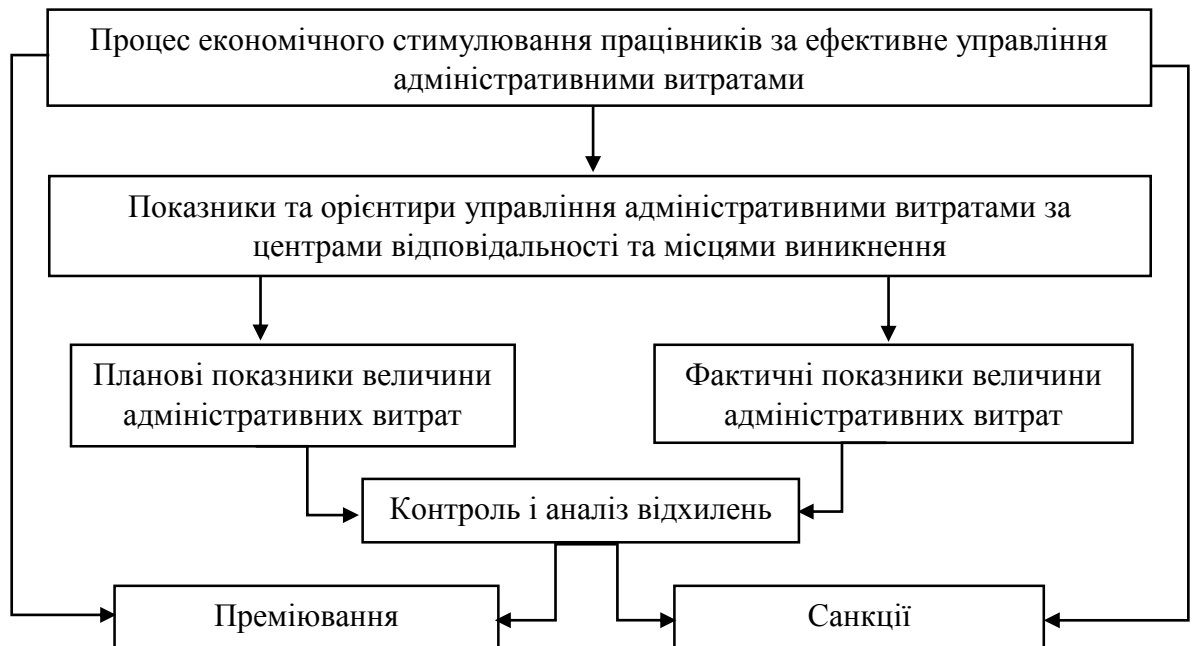 Процес економічного стимулювання працівників за ефективне управління
адміністративними витратами
Показники та орієнтири управління адміністративними витратами за
центрами відповідальності та місцями виникнення
Планові показники величини
адміністративних витрат
Фактичні показники величини
адміністративних витрат
Контроль і аналіз відхилень
Преміювання
Санкції